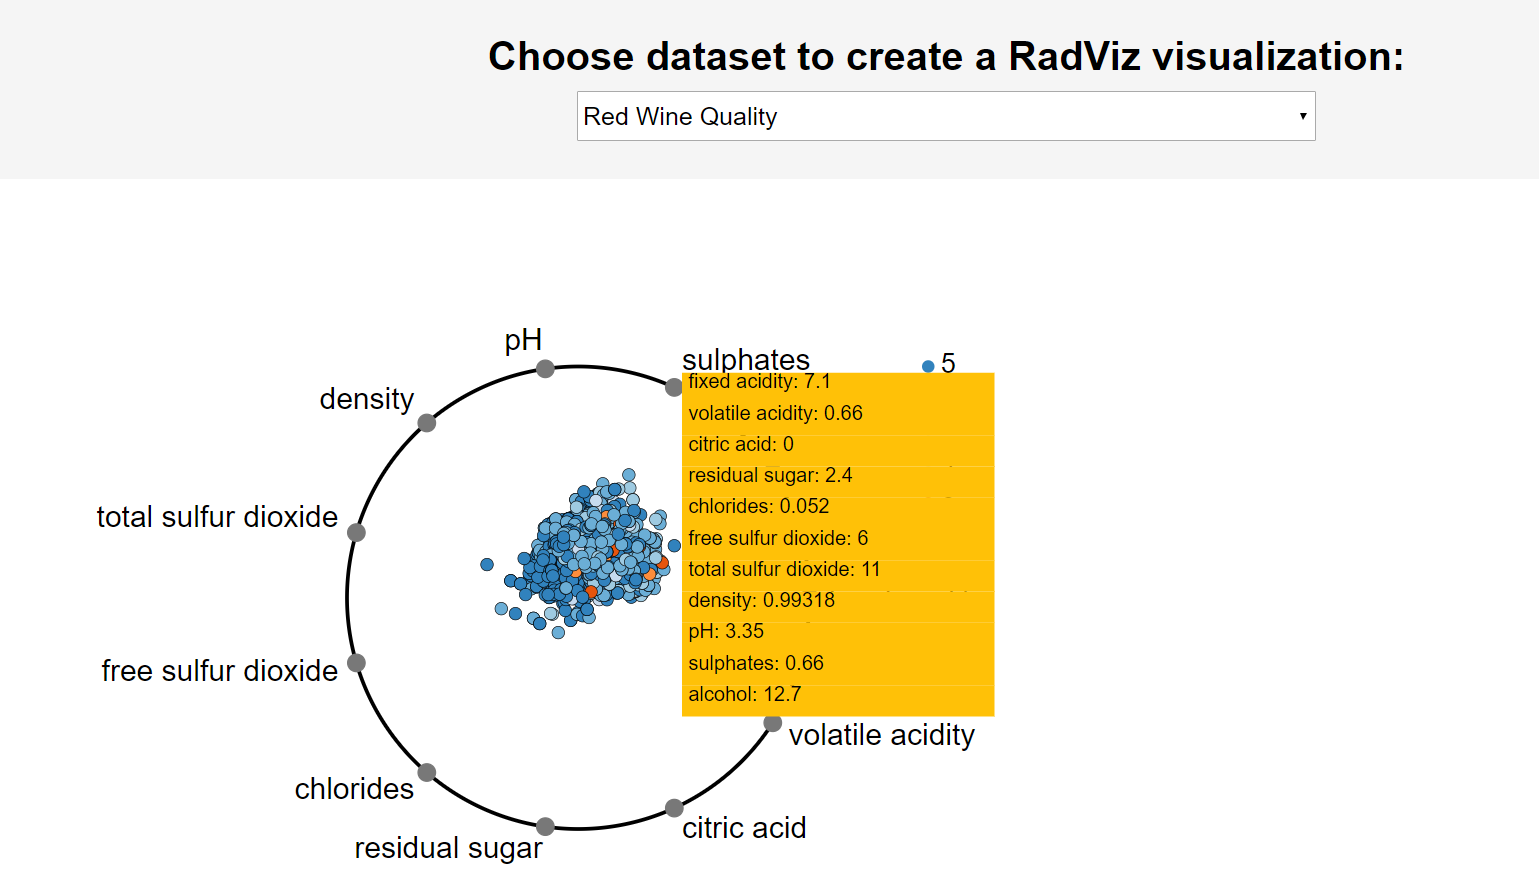 Choose dataset to create a RadViz visualization:
Red Wine Quality
pH
sulphates
5
density
fixed acidity: 7.1
volatile acidity: 0.66
citric acid: 0
residual sugar: 2.4
chlorides: 0.052
total sulfur dioxide
free sulfur dioxide: 6
total sulfur dioxide: 11
density: 0.99318
pH: 3.35
free sulfur dioxide
sulphates: 0.66
alcohol: 12.7
volatile acidity
chlorides
citric acid
residual sugar